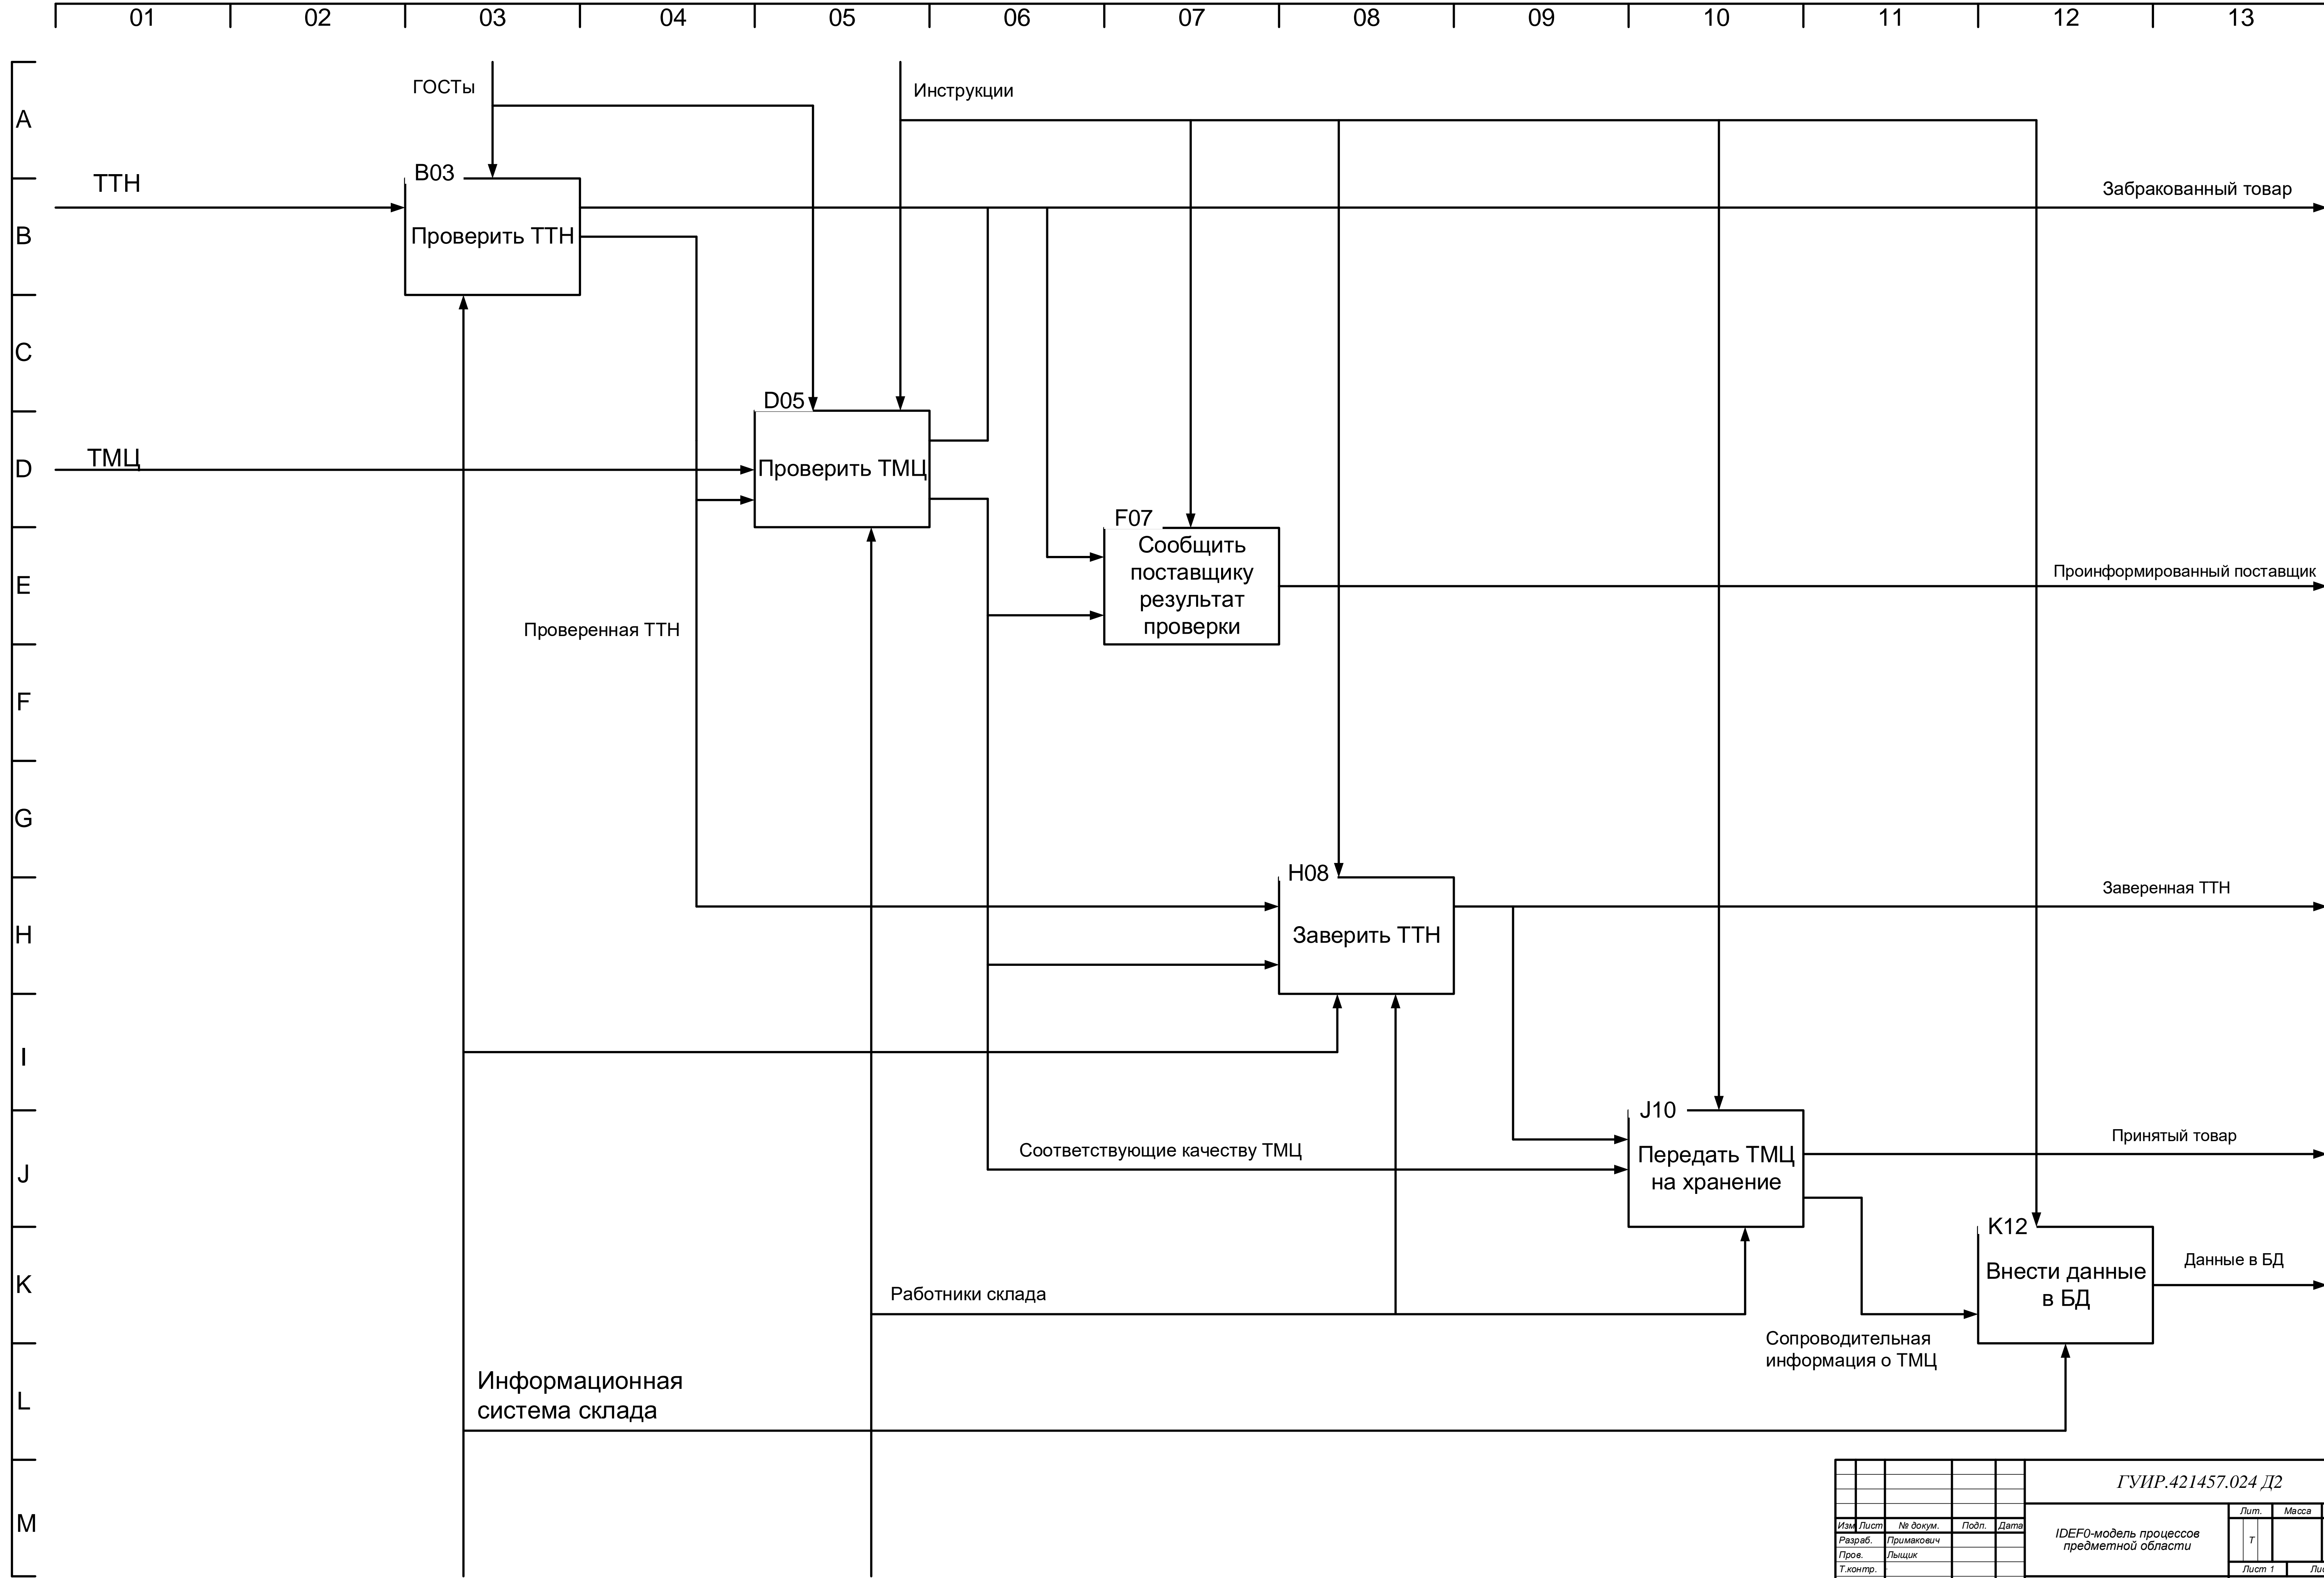 01 02 03 04 05 06 07 08 09 10 11 12 13
A
B
C
D
E
F
G
H
I
J
K
L
M
ГОСТы
Инструкции
ТТН
B03
Проверить ТТН
Забракованный товар
D05
ТМЦ
Проверить ТМЦ
F07
Сообщить
поставщику
результат
проверки
Проинформированный поставщик
Проверенная ТТН
H08
Заверить ТТН
Заверенная ТТН
J10
Передать ТМЦ
на хранение
Соответствующие качеству ТМЦ
Принятый товар
K12
Внести данные
в БД
Данные в БД
Работники склада
Сопроводительная
информация о ТМЦ
Информационная
система склада
ГУИР.421457.024 Д2
IDEF0-модель процессов
предметной области
Лит. Масса
Т
Лист 1
Изм Лист № докум. Подп. Дата
Разраб. Примакович
Пров. Лыщик
Т.контр.